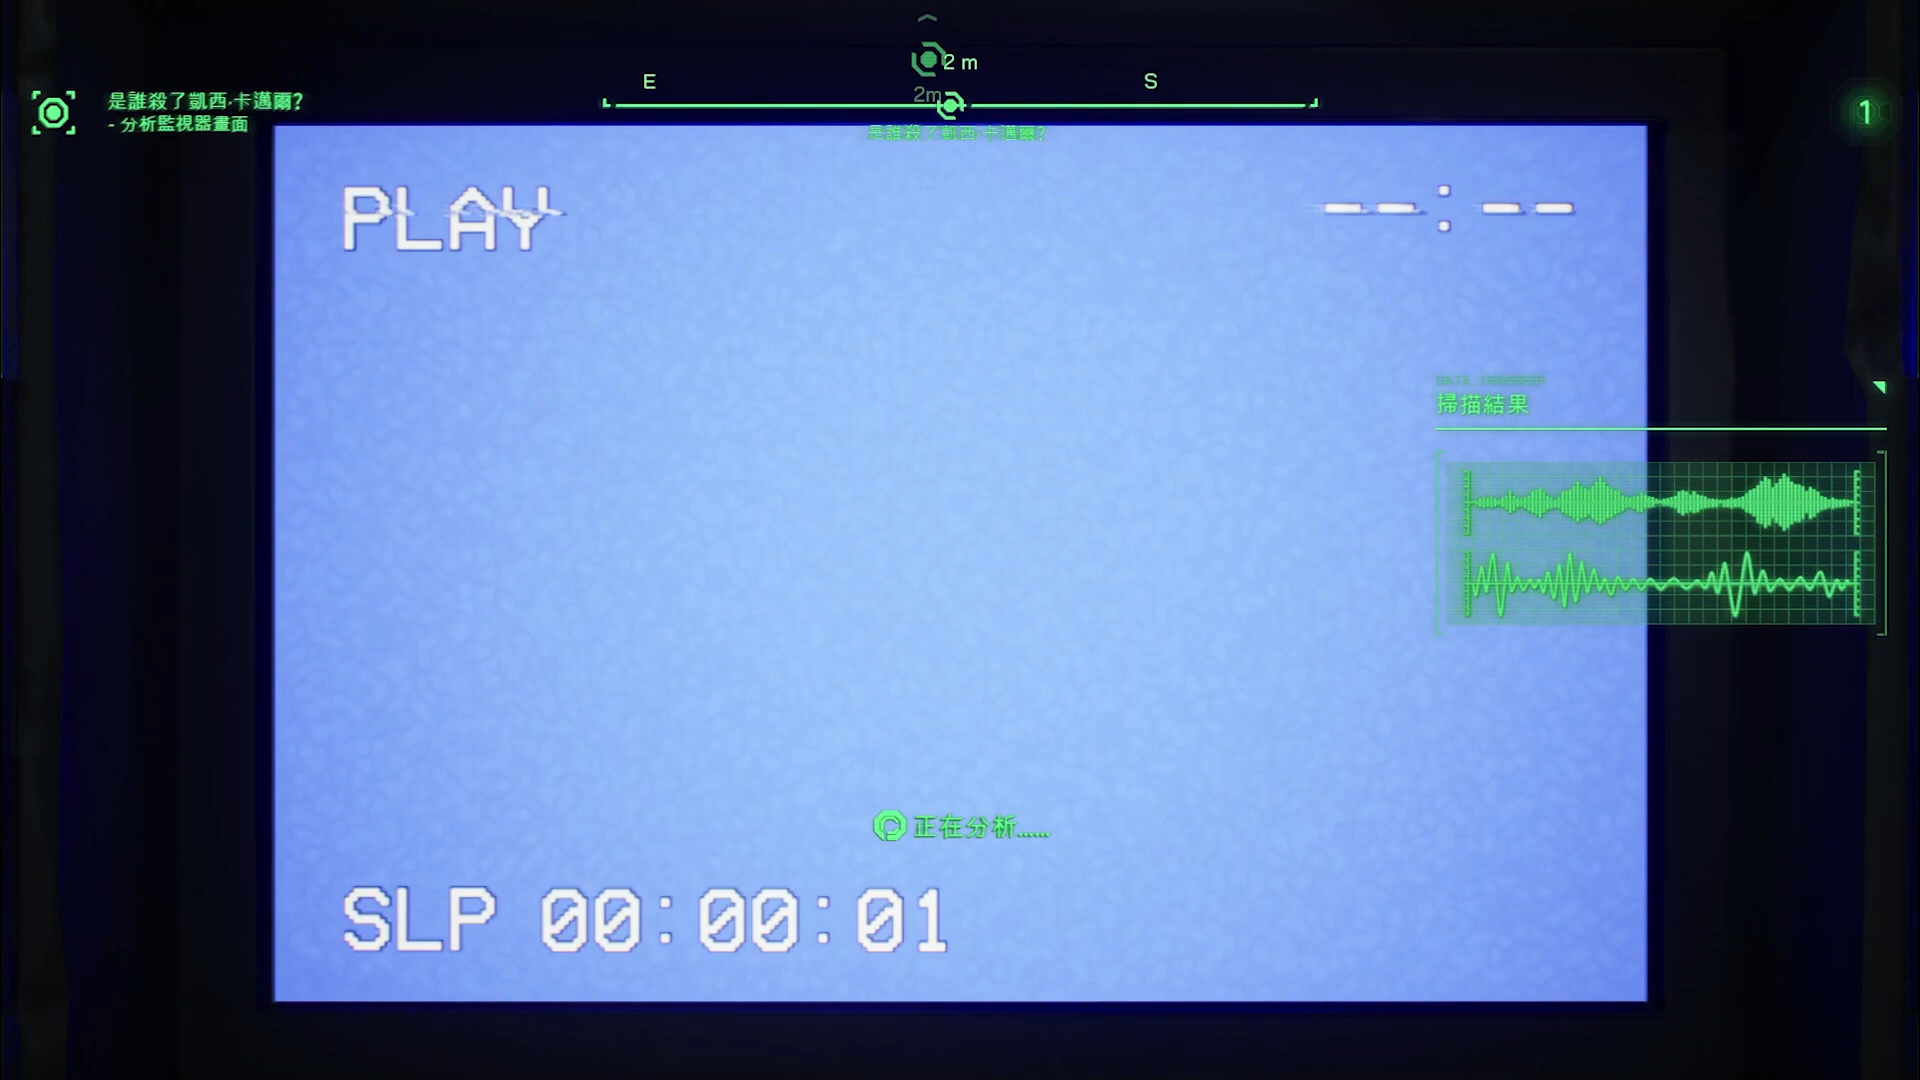 2 m
E
S
2m
是誰殺了凱西·卡邁爾?
- 分析監視器畫面
1
是誰殺了凱西·卡邁爾?
PLAY
--:--
掃描結果
正在分析......
SLP 00:00:01